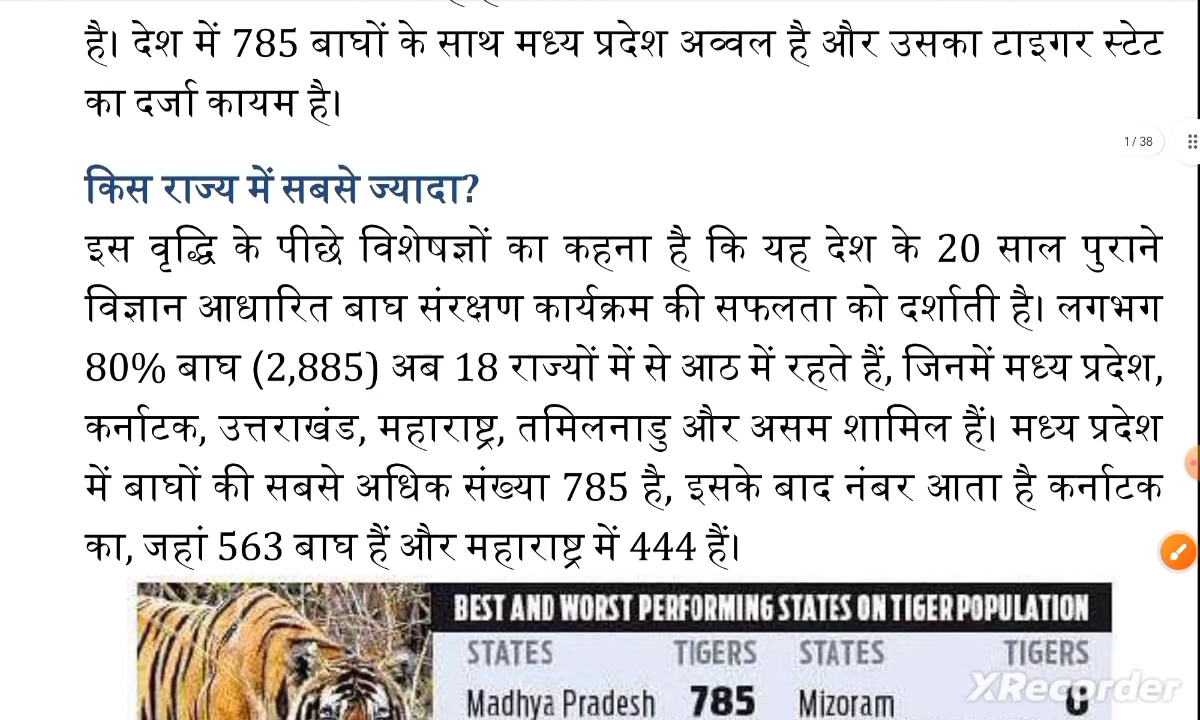 है। देश में 785 बाघों के साथ मध्य प्रदेश अव्वल है और उसका टाइगर स्टेट
का दर्जा कायम है।
1 / 38
किस राज्य में सबसे ज्यादा?
इस वृद्धि के पीछे विशेषज्ञों का कहना है कि यह देश के 20 साल पुराने
विज्ञान आधारित बाघ संरक्षण कार्यक्रम की सफलता को दर्शाती है। लगभग
80% बाघ (2,885) अब 18 राज्यों में से आठ में रहते हैं, जिनमें मध्य प्रदेश,
कर्नाटक, उत्तराखंड, महाराष्ट्र, तमिलनाडु और असम शामिल हैं। मध्य प्रदेश
में बाघों की सबसे अधिक संख्या 785 है, इसके बाद नंबर आता है कर्नाटक
का, जहां 563 बाघ हैं और महाराष्ट्र में 444 हैं।
BEST AND WORST PERFORMING STATES ON TIGER POPULATION
STATES TIGERS STATES TIGERS
Madhya Pradesh 785 Mizoram
XRecorder